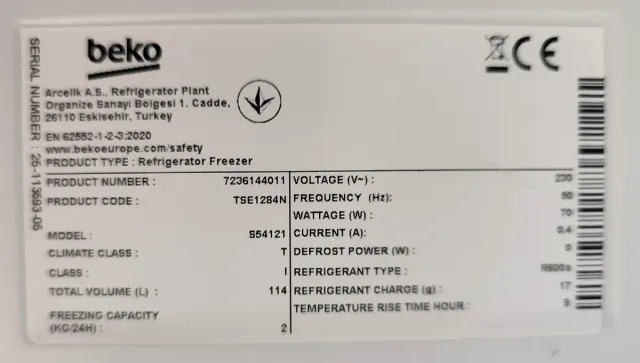 beko
CE
Arcelik A.S., Refrigerator Plant
Organize Sanayi Bolgesi 1. Cadde,
26110 Eskisehir, Turkey
EN 62552-1-2-3:2020
www.bekoeurope.com/safety
PRODUCT TYPE : Refrigerator Freezer
PRODUCT NUMBER : 7236144011
PRODUCT CODE : TSE1284N
MODEL : S54121
CLIMATE CLASS : T
CLASS : I
TOTAL VOLUME (L) : 114
FREEZING CAPACITY
(KG/24H) : 2
VOLTAGE (V~) : 230
FREQUENCY (Hz): 50
WATTAGE (W) : 70
CURRENT (A): 0.4
DEFROST POWER (W) : 0
REFRIGERANT TYPE : R600a
REFRIGERANT CHARGE (g) : 17
TEMPERATURE RISE TIME HOUR : 9
SERIAL NUMBER : 26-113693-06